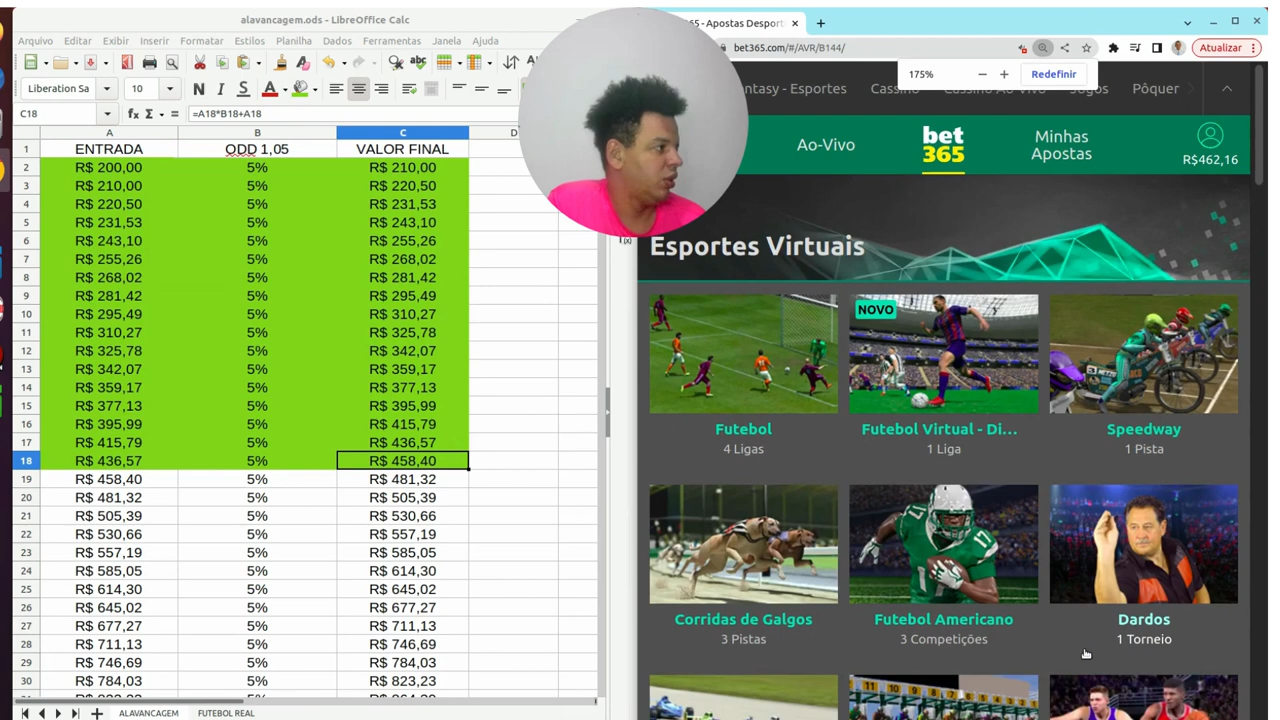 alavancagem.ods - LibreOffice Calc
Arquivo Editar Exibir Inserir Formatar Estilos Planilha Dados Ferramentas Janela Ajuda
Liberation Sa 10 N I S
C18 =A18*B18+A18
A B C D
1 ENTRADA ODD 1,05 VALOR FINAL
2 R$ 200,00 5% R$ 210,00
3 R$ 210,00 5% R$ 220,50
4 R$ 220,50 5% R$ 231,53
5 R$ 231,53 5% R$ 243,10
6 R$ 243,10 5% R$ 255,26
7 R$ 255,26 5% R$ 268,02
8 R$ 268,02 5% R$ 281,42
9 R$ 281,42 5% R$ 295,49
10 R$ 295,49 5% R$ 310,27
11 R$ 310,27 5% R$ 325,78
12 R$ 325,78 5% R$ 342,07
13 R$ 342,07 5% R$ 359,17
14 R$ 359,17 5% R$ 377,13
15 R$ 377,13 5% R$ 395,99
16 R$ 395,99 5% R$ 415,79
17 R$ 415,79 5% R$ 436,57
18 R$ 436,57 5% R$ 458,40
19 R$ 458,40 5% R$ 481,32
20 R$ 481,32 5% R$ 505,39
21 R$ 505,39 5% R$ 530,66
22 R$ 530,66 5% R$ 557,19
23 R$ 557,19 5% R$ 585,05
24 R$ 585,05 5% R$ 614,30
25 R$ 614,30 5% R$ 645,02
26 R$ 645,02 5% R$ 677,27
27 R$ 677,27 5% R$ 711,13
28 R$ 711,13 5% R$ 746,69
29 R$ 746,69 5% R$ 784,03
30 R$ 784,03 5% R$ 823,23
ALAVANCAGEM FUTEBOL REAL
65 - Apostas Desport
bet365.com/#/AVR/B144/
Atualizar
175% Redefinir
Fantasy - Esportes Cassino Cassino Ao Vivo Jogos Pôquer
Ao-Vivo
bet
365
Minhas
Apostas
R$462,16
Esportes Virtuais
NOVO
Futebol Futebol Virtual - Di... Speedway
4 Ligas 1 Liga 1 Pista
17
17
Corridas de Galgos Futebol Americano Dardos
3 Pistas 3 Competições 1 Torneio